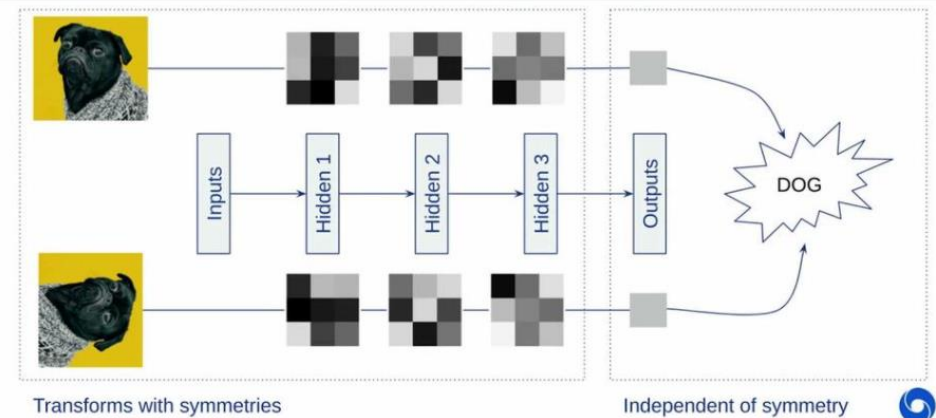 Inputs
Hidden 1
Hidden 2
Hidden 3
Outputs
DOG
Transforms with symmetries
Independent of symmetry